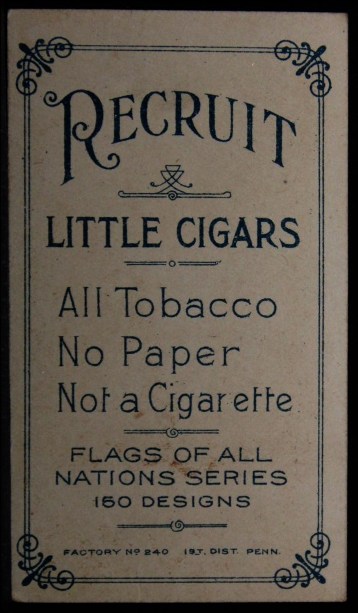 RECRUIT
LITTLE CIGARS
All Tobacco
No Paper
Not a Cigarette
FLAGS OF ALL
NATIONS SERIES
150 DESIGNS
FACTORY Nº 240 1ST. DIST. PENN.